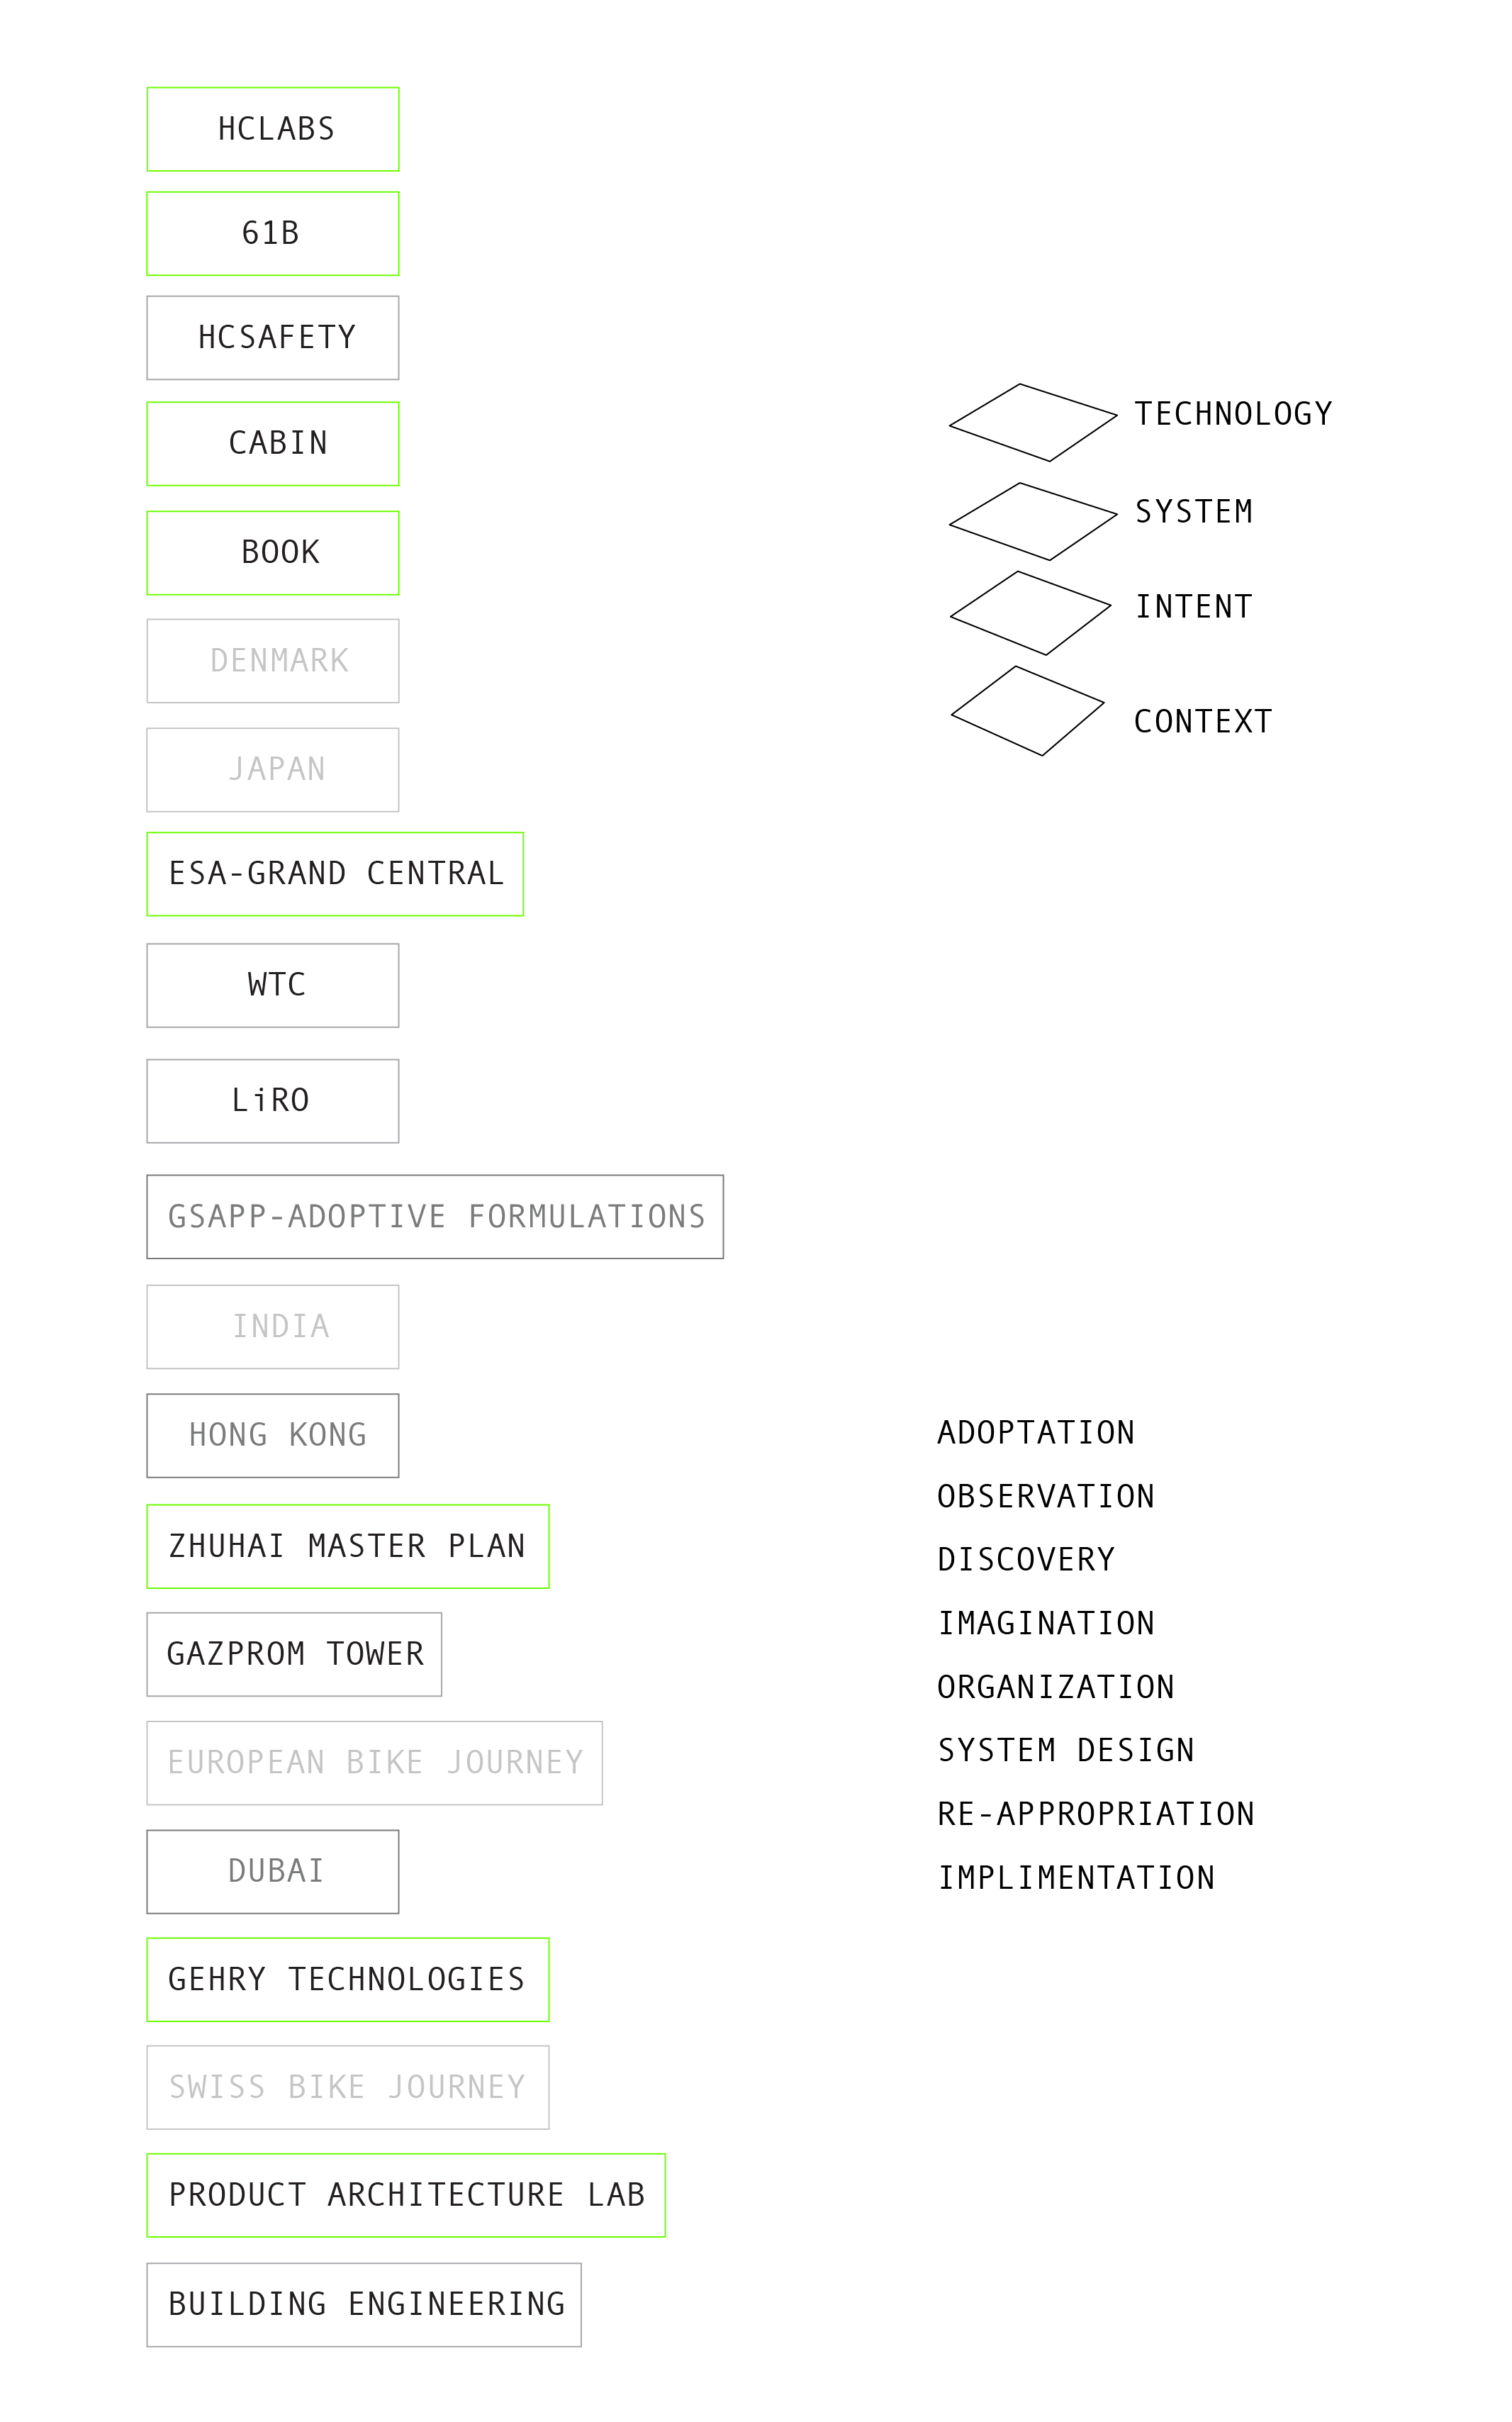 HCLABS
61B
HCSAFETY
CABIN
BOOK
DENMARK
JAPAN
ESA-GRAND CENTRAL
WTC
LiRO
GSAPP-ADOPTIVE FORMULATIONS
INDIA
HONG KONG
ZHUHAI MASTER PLAN
GAZPROM TOWER
EUROPEAN BIKE JOURNEY
DUBAI
GEHRY TECHNOLOGIES
SWISS BIKE JOURNEY
PRODUCT ARCHITECTURE LAB
BUILDING ENGINEERING
TECHNOLOGY
SYSTEM
INTENT
CONTEXT
ADOPTATION
OBSERVATION
DISCOVERY
IMAGINATION
ORGANIZATION
SYSTEM DESIGN
RE-APPROPRIATION
IMPLIMENTATION